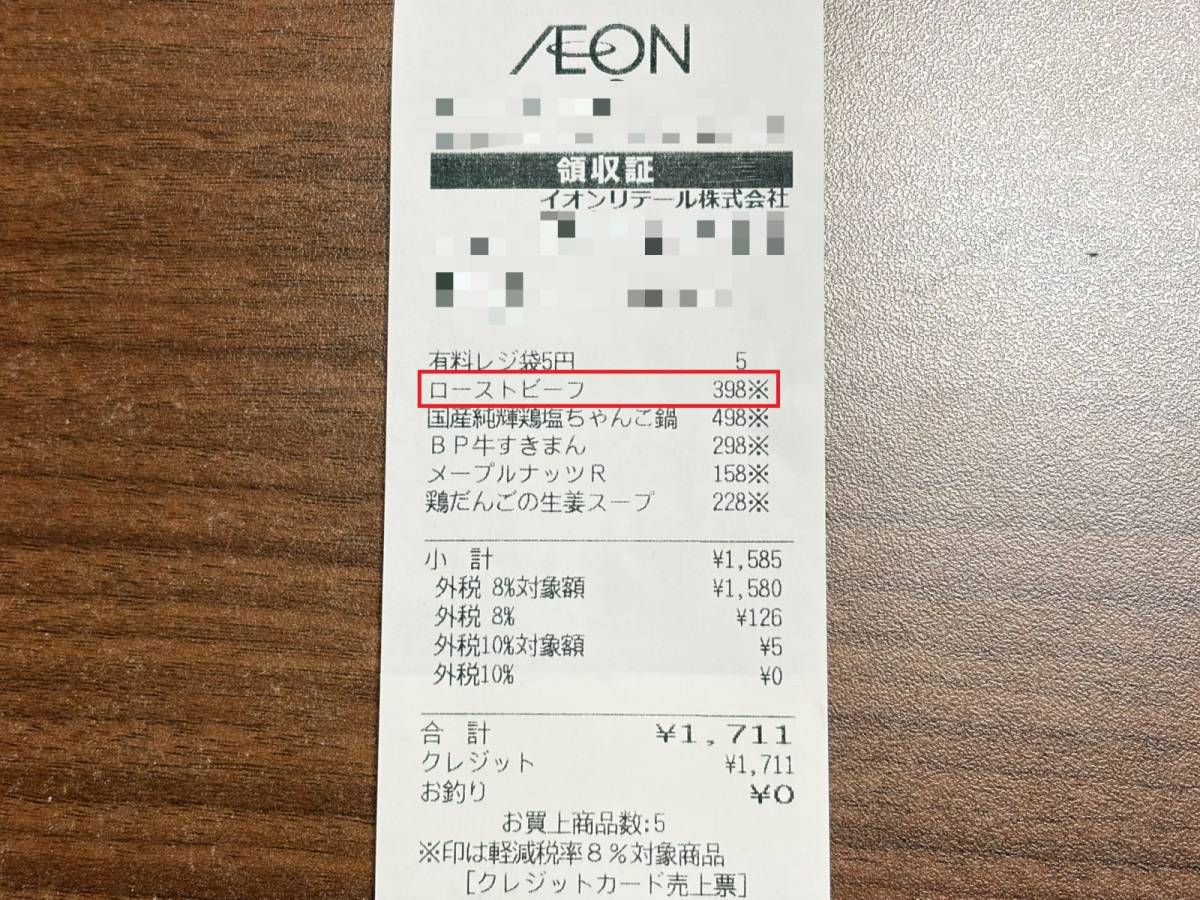 ÆON
領収証
イオンリテール株式会社
有料レジ袋5円 5
ローストビーフ 398※
国産純輝鶏塩ちゃんこ鍋 498※
BP牛すきまん 298※
メープルナッツR 158※
鶏だんごの生姜スープ 228※
小計 ¥1,585
外税 8%対象額 ¥1,580
外税 8% ¥126
外税10%対象額 ¥5
外税10% ¥0
合計 ¥1,711
クレジット ¥1,711
お釣り ¥0
お買上商品数:5
※印は軽減税率8%対象商品
[クレジットカード売上票]